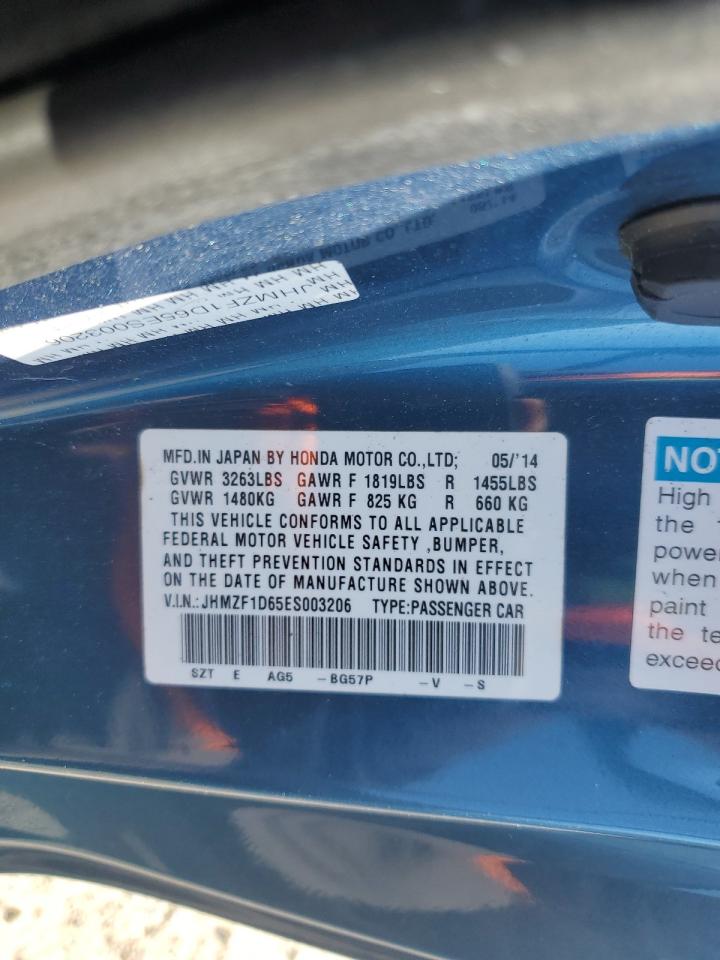 HM JHMZF1D65ES003206
MFD.IN JAPAN BY HONDA MOTOR CO.,LTD; 05/'14
GVWR 3263LBS GAWR F 1819LBS R 1455LBS
GVWR 1480KG GAWR F 825 KG R 660 KG
THIS VEHICLE CONFORMS TO ALL APPLICABLE
FEDERAL MOTOR VEHICLE SAFETY ,BUMPER,
AND THEFT PREVENTION STANDARDS IN EFFECT
ON THE DATE OF MANUFACTURE SHOWN ABOVE.
V.I.N.:JHMZF1D65ES003206 TYPE:PASSENGER CAR
SZT E AG5 -BG57P -V -S
NO
High
the
power
when
paint
the te
exceed